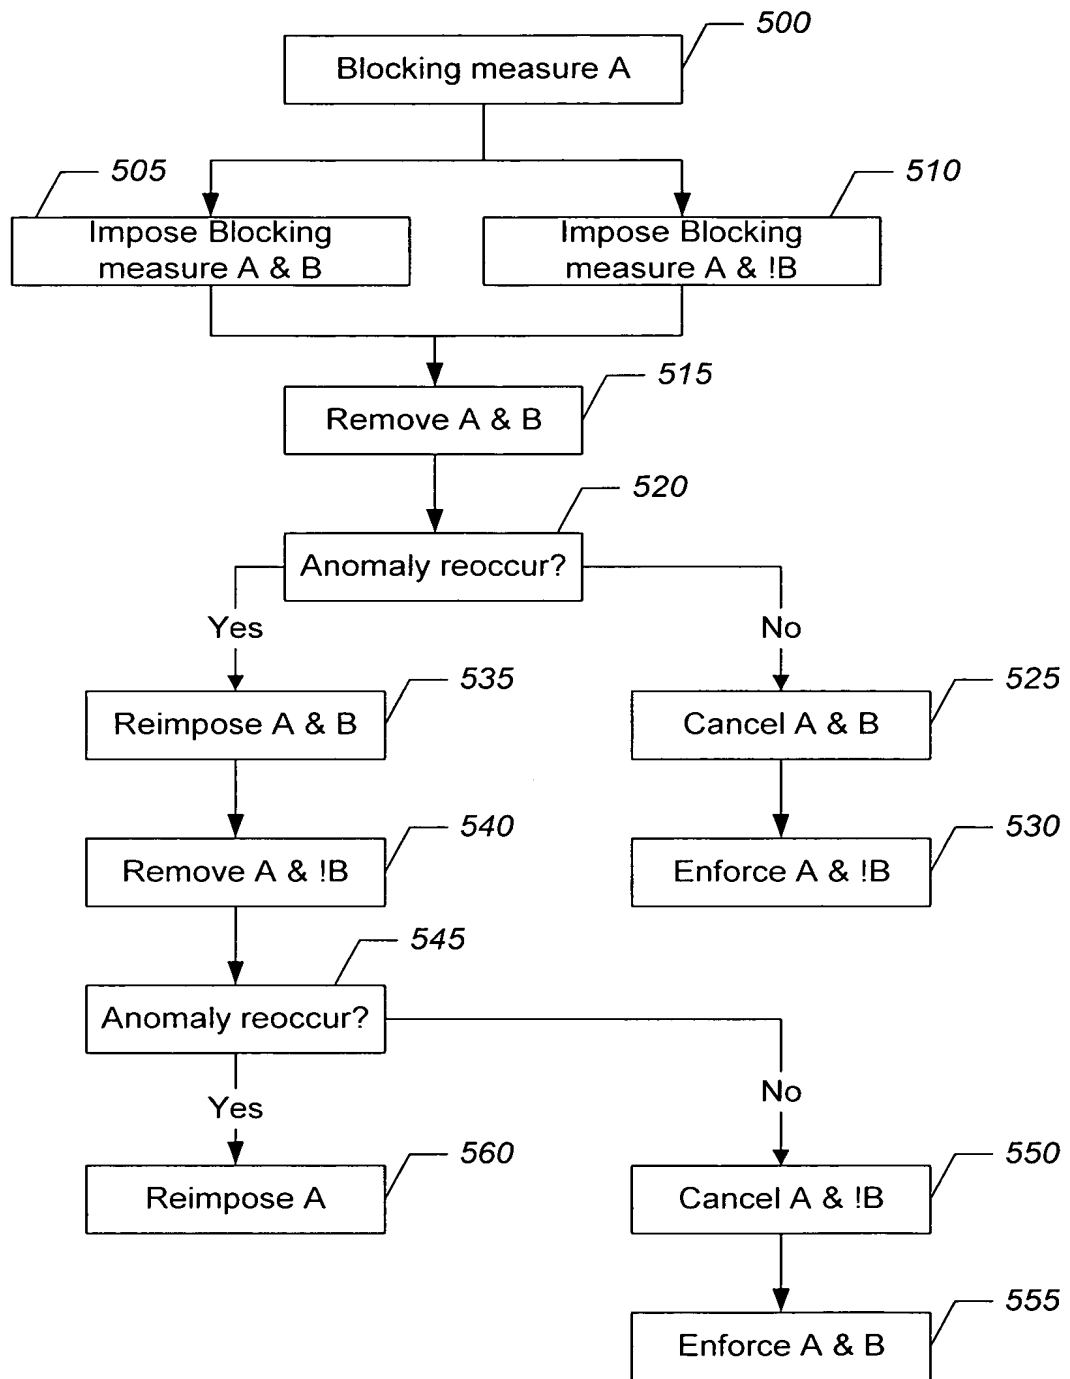 500
Blocking measure A
505
510
Impose Blocking
measure A & B
Impose Blocking
measure A & !B
515
Remove A & B
520
Anomaly reoccur?
Yes
No
535
525
Reimpose A & B
Cancel A & B
540
530
Remove A & !B
Enforce A & !B
545
Anomaly reoccur?
Yes
No
560
550
Reimpose A
Cancel A & !B
555
Enforce A & B